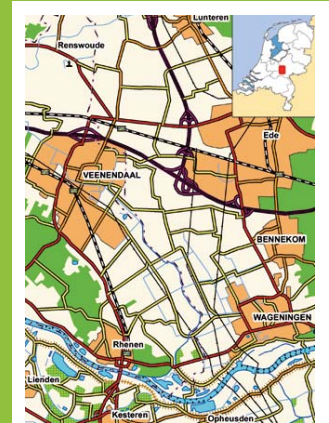 Lunteren
Renswoude
Ede
VEENENDAAL
BENNEKOM
WAGENINGEN
Rhenen
Lienden
Kesteren
Opheusden